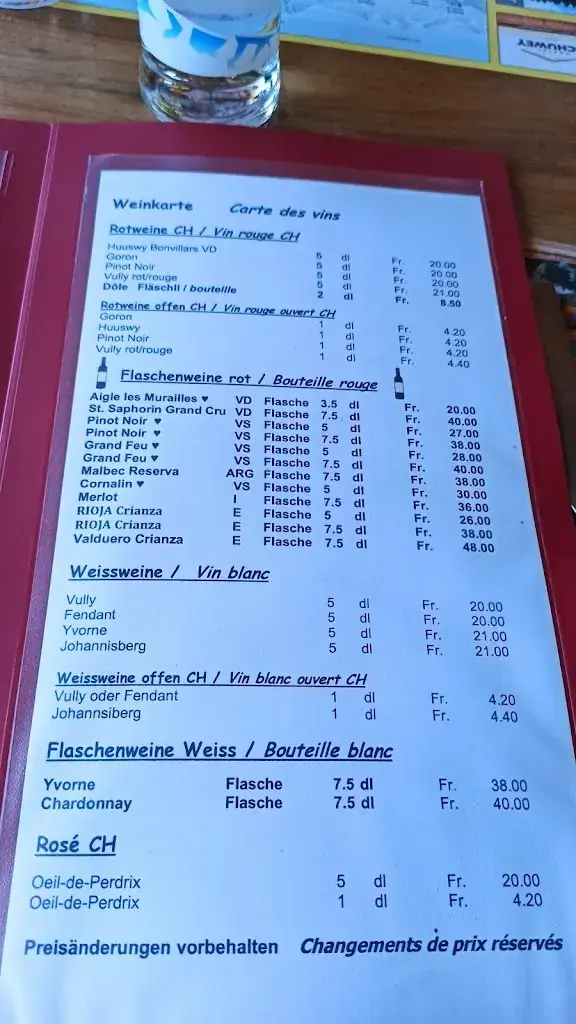 CHUWEY
Weinkarte Carte des vins
Rotweine CH / Vin rouge CH
Huuswy Bonvillars VD 5 dl Fr. 20.00
Goron 5 dl Fr. 20.00
Pinot Noir 5 dl Fr. 20.00
Vully rot/rouge 5 dl Fr. 21.00
Dôle Fläschli / bouteille 2 dl Fr. 8.50
Rotweine offen CH / Vin rouge ouvert CH
Goron 1 dl Fr. 4.20
Huuswy 1 dl Fr. 4.20
Pinot Noir 1 dl Fr. 4.20
Vully rot/rouge 1 dl Fr. 4.40
Flaschenweine rot / Bouteille rouge
Aigle les Murailles ♥ VD Flasche 3.5 dl Fr. 20.00
St. Saphorin Grand Cru VD Flasche 7.5 dl Fr. 40.00
Pinot Noir ♥ VS Flasche 5 dl Fr. 27.00
Pinot Noir ♥ VS Flasche 7.5 dl Fr. 38.00
Grand Feu ♥ VS Flasche 5 dl Fr. 28.00
Grand Feu ♥ VS Flasche 7.5 dl Fr. 40.00
Malbec Reserva ARG Flasche 7.5 dl Fr. 38.00
Cornalin ♥ VS Flasche 5 dl Fr. 30.00
Merlot I Flasche 7.5 dl Fr. 36.00
RIOJA Crianza E Flasche 5 dl Fr. 26.00
RIOJA Crianza E Flasche 7.5 dl Fr. 38.00
Valduero Crianza E Flasche 7.5 dl Fr. 48.00
Weissweine / Vin blanc
Vully 5 dl Fr. 20.00
Fendant 5 dl Fr. 20.00
Yvorne 5 dl Fr. 21.00
Johannisberg 5 dl Fr. 21.00
Weissweine offen CH / Vin blanc ouvert CH
Vully oder Fendant 1 dl Fr. 4.20
Johannsiberg 1 dl Fr. 4.40
Flaschenweine Weiss / Bouteille blanc
Yvorne Flasche 7.5 dl Fr. 38.00
Chardonnay Flasche 7.5 dl Fr. 40.00
Rosé CH
Oeil-de-Perdrix 5 dl Fr. 20.00
Oeil-de-Perdrix 1 dl Fr. 4.20
Preisänderungen vorbehalten Changements de prix réservés